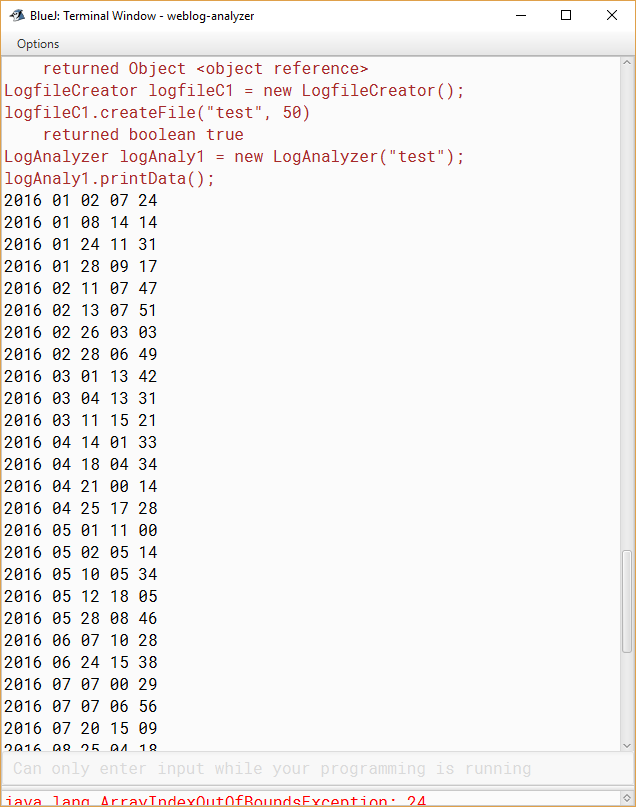 BlueJ: Terminal Window - weblog-analyzer
Options
returned Object <object reference>
LogfileCreator logfileC1 = new LogfileCreator();
logfileC1.createFile("test", 50)
returned boolean true
LogAnalyzer logAnaly1 = new LogAnalyzer("test");
logAnaly1.printData();
2016 01 02 07 24
2016 01 08 14 14
2016 01 24 11 31
2016 01 28 09 17
2016 02 11 07 47
2016 02 13 07 51
2016 02 26 03 03
2016 02 28 06 49
2016 03 01 13 42
2016 03 04 13 31
2016 03 11 15 21
2016 04 14 01 33
2016 04 18 04 34
2016 04 21 00 14
2016 04 25 17 28
2016 05 01 11 00
2016 05 02 05 14
2016 05 10 05 34
2016 05 12 18 05
2016 05 28 08 46
2016 06 07 10 28
2016 06 24 15 38
2016 07 07 00 29
2016 07 07 06 56
2016 07 20 15 09
2016 08 25 04 18
Can only enter input while your programming is running
java.lang.ArrayIndexOutOfBoundsException: 24